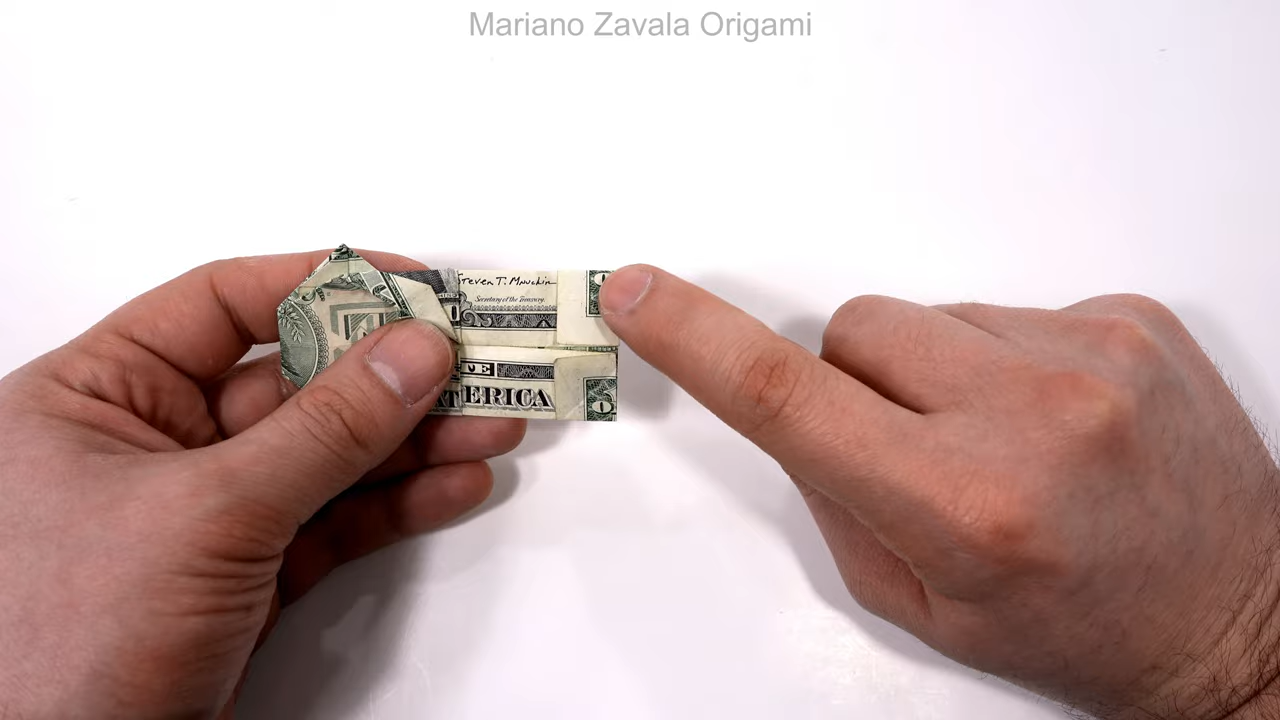 Mariano Zavala Origami
Steven T. Mnuchin
Secretary of the Treasury.
ERICA